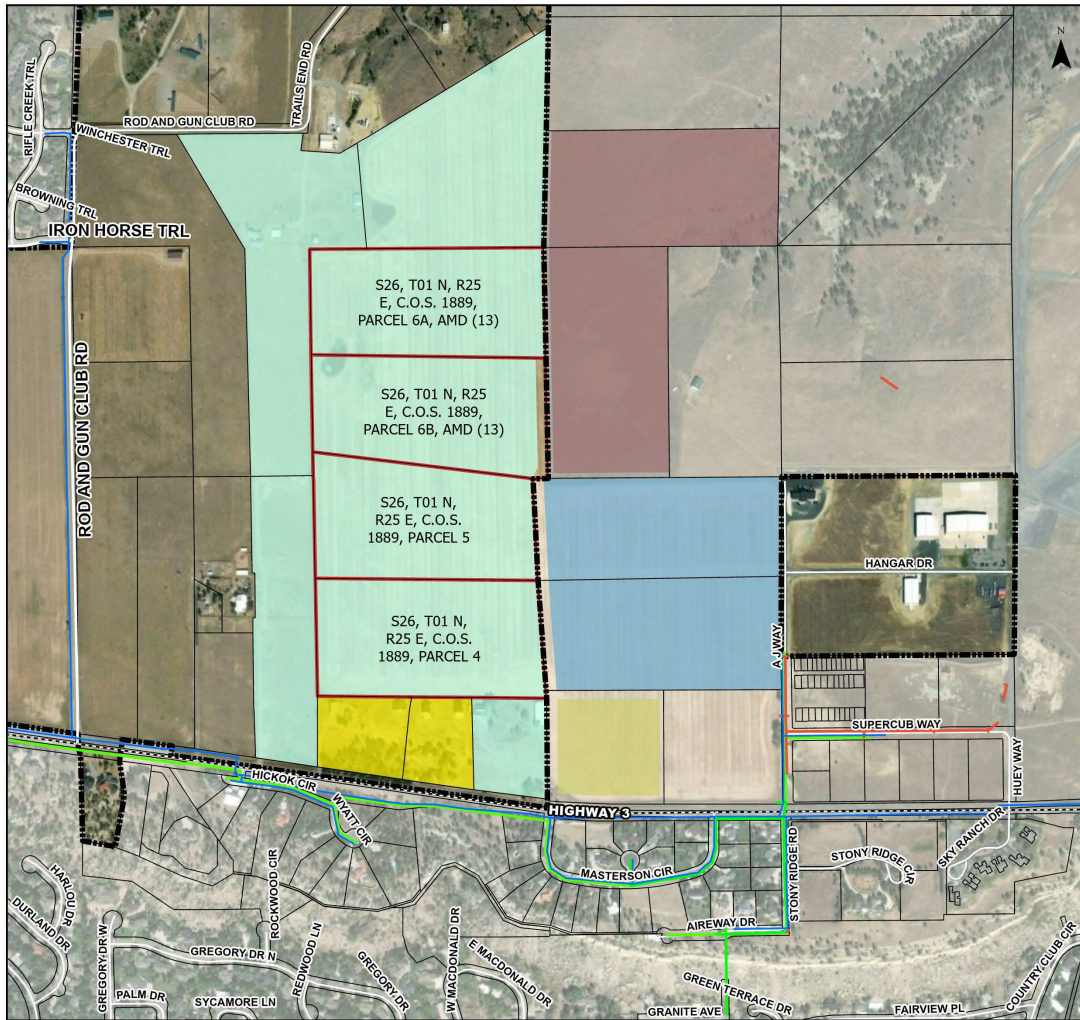 N
RIFLE CREEK TRL
TRAILS END RD
ROD AND GUN CLUB RD
WINCHESTER TRL
BROWNING TRL
IRON HORSE TRL
S26, T01 N, R25
E, C.O.S. 1889,
PARCEL 6A, AMD (13)
ROD AND GUN CLUB RD
S26, T01 N, R25
E, C.O.S. 1889,
PARCEL 6B, AMD (13)
S26, T01 N,
R25 E, C.O.S.
1889, PARCEL 5
HANGAR DR
S26, T01 N,
R25 E, C.O.S.
1889, PARCEL 4
A J WAY
SUPERCUB WAY
HUEY WAY
HICKOK CIR
WYATT CIR
HIGHWAY 3
MASTERSON CIR
STONY RIDGE RD
STONY RIDGE CIR
SKY RANCH DR
HARLOU DR
DURLAND DR
GREGORY DR W
ROCKWOOD CIR
REDWOOD LN
GREGORY DR N
GREGORY DR
W MACDONALD DR
E MACDONALD DR
AIREWAY DR
GREEN TERRACE DR
COUNTRY CLUB CIR
PALM DR
SYCAMORE LN
GRANITE AVE
FAIRVIEW PL